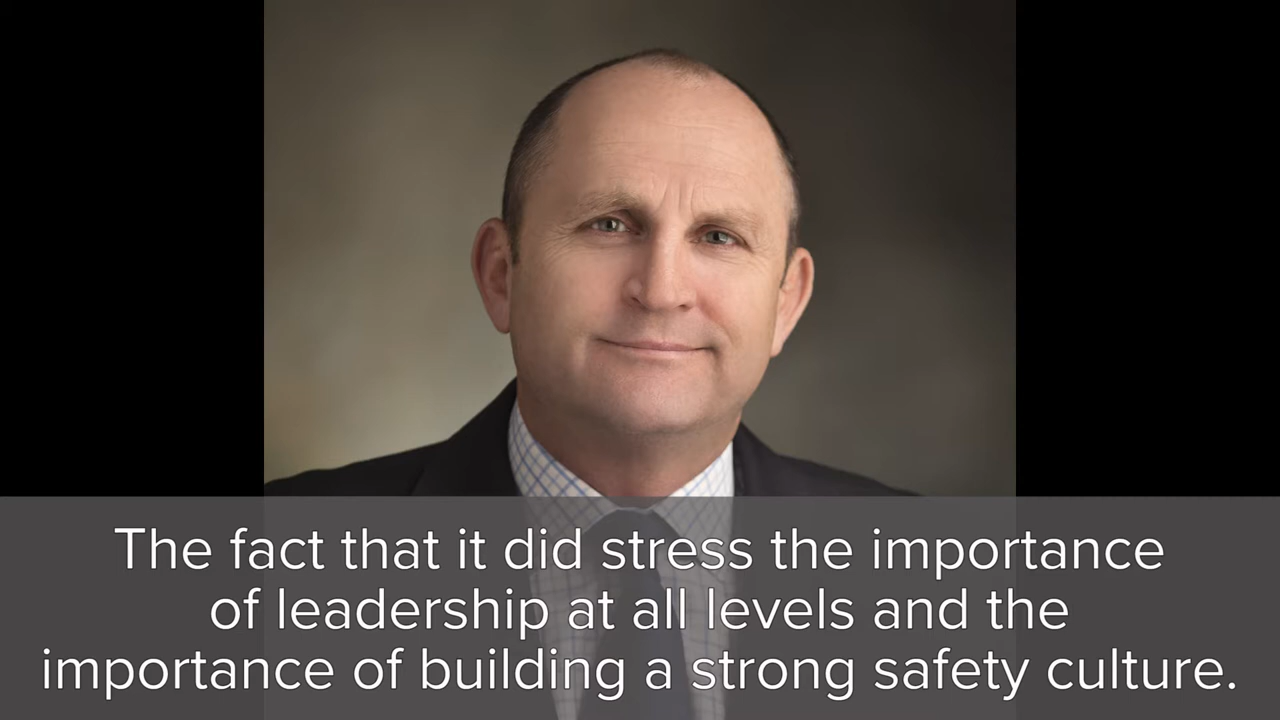 The fact that it did stress the importance
of leadership at all levels and the
importance of building a strong safety culture.